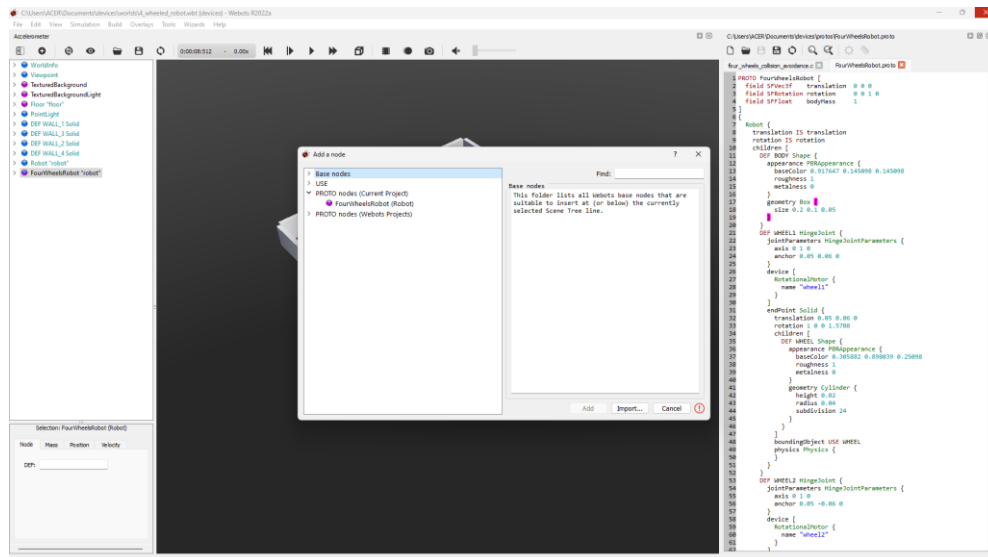 C:\Users\ACER\Documents\devices\worlds\4_wheeled_robot.wbt (devices) - Webots R2022a
File Edit View Simulation Build Overlays Tools Wizards Help
Accelerometer
0:00:08:512 - 0.00x
WorldInfo
Viewpoint
TexturedBackground
TexturedBackgroundLight
Floor "floor"
PointLight
DEF WALL_1 Solid
DEF WALL_3 Solid
DEF WALL_2 Solid
DEF WALL_4 Solid
Robot "robot"
FourWheelsRobot "robot"
Selection: FourWheelsRobot (Robot)
Node Mass Position Velocity
DEF:
Add a node
? X
Find:
Base nodes
USE
PROTO nodes (Current Project)
FourWheelsRobot (Robot)
PROTO nodes (Webots Projects)
Base nodes
This folder lists all Webots base nodes that are
suitable to insert at (or below) the currently
selected Scene Tree line.
Add Import... Cancel
C:\Users\ACER\Documents\devices\protos\FourWheelsRobot.proto
four_wheels_collision_avoidance.c FourWheelsRobot.proto
1 PROTO FourWheelsRobot [
2 field SFVec3f translation 0 0 0
3 field SFRotation rotation 0 0 1 0
4 field SFFloat bodyMass 1
5 ]
6 {
7 Robot {
8 translation IS translation
9 rotation IS rotation
10 children [
11 DEF BODY Shape {
12 appearance PBRAppearance {
13 baseColor 0.917647 0.145098 0.145098
14 roughness 1
15 metalness 0
16 }
17 geometry Box {
18 size 0.2 0.1 0.05
19 }
20 }
21 DEF WHEEL1 HingeJoint {
22 jointParameters HingeJointParameters {
23 axis 0 1 0
24 anchor 0.05 0.06 0
25 }
26 device [
27 RotationalMotor {
28 name "wheel1"
29 }
30 ]
31 endPoint Solid {
32 translation 0.05 0.06 0
33 rotation 1 0 0 1.5708
34 children [
35 DEF WHEEL Shape {
36 appearance PBRAppearance {
37 baseColor 0.305882 0.898039 0.25098
38 roughness 1
39 metalness 0
40 }
41 geometry Cylinder {
42 height 0.02
43 radius 0.04
44 subdivision 24
45 }
46 }
47 ]
48 boundingObject USE WHEEL
49 physics Physics {
50 }
51 }
52 }
53 DEF WHEEL2 HingeJoint {
54 jointParameters HingeJointParameters {
55 axis 0 1 0
56 anchor 0.05 -0.06 0
57 }
58 device [
59 RotationalMotor {
60 name "wheel2"
61 }
62 ]